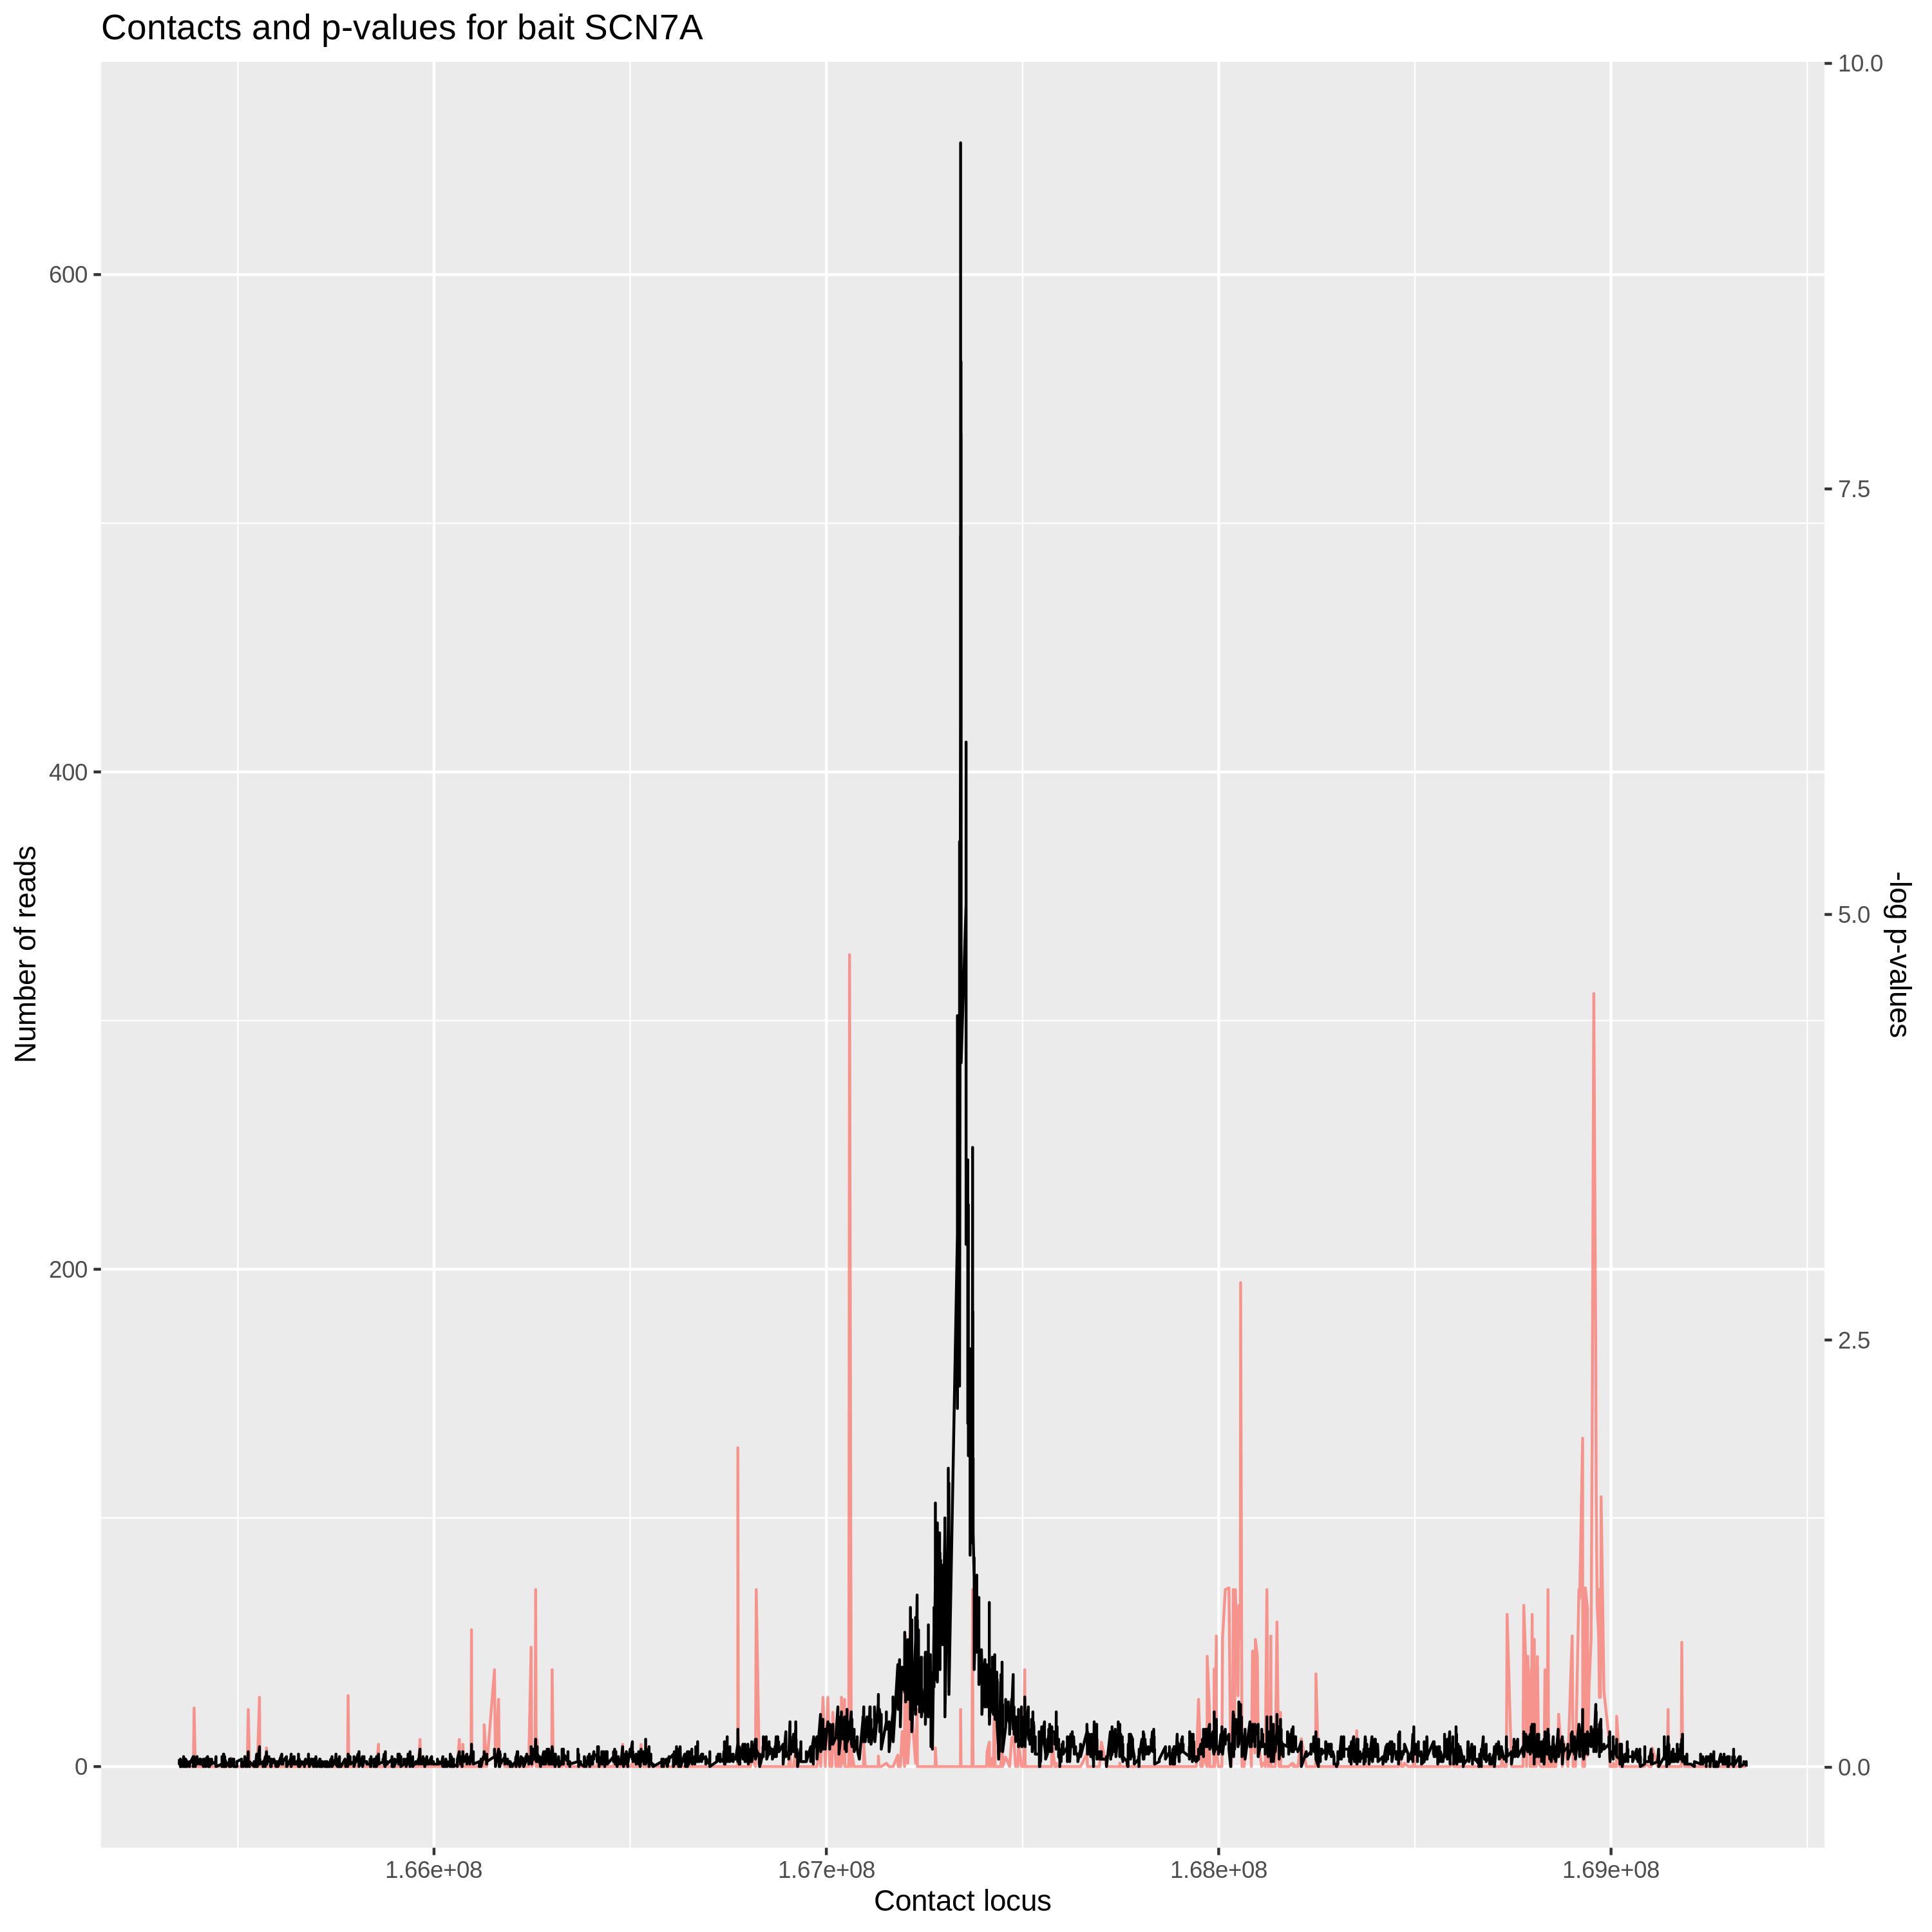 Contacts and p-values for bait SCN7A
10.0
7.5
5.0
2.5
0.0
-log p-values
600
400
200
0
Number of reads
1.66e+08
1.67e+08
1.68e+08
1.69e+08
Contact locus